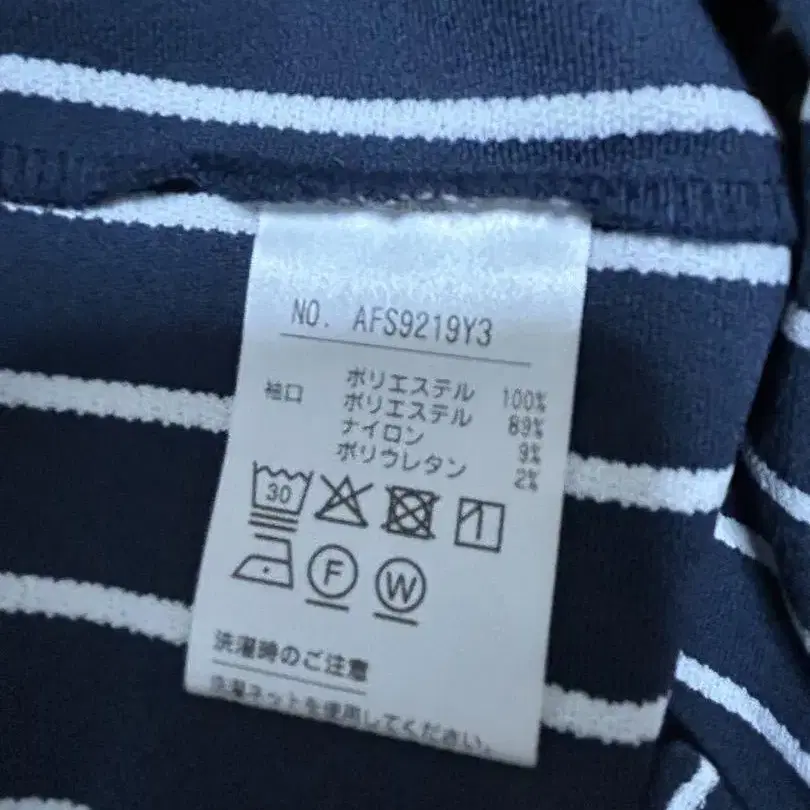 NO. AFS9219Y3
ポリエステル 100%
袖口 ポリエステル 89%
ナイロン 9%
ポリウレタン 2%
30
F W
洗濯時のご注意
洗濯ネットを使用してください。